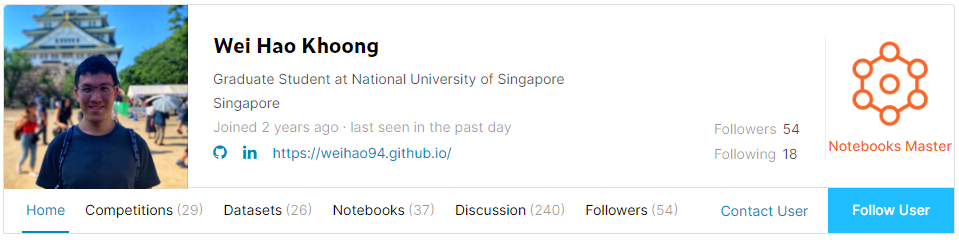 Wei Hao Khoong
Graduate Student at National University of Singapore
Singapore
Joined 2 years ago · last seen in the past day
https://weihao94.github.io/
Followers 54
Following 18
Notebooks Master
Home Competitions (29) Datasets (26) Notebooks (37) Discussion (240) Followers (54) Contact User Follow User